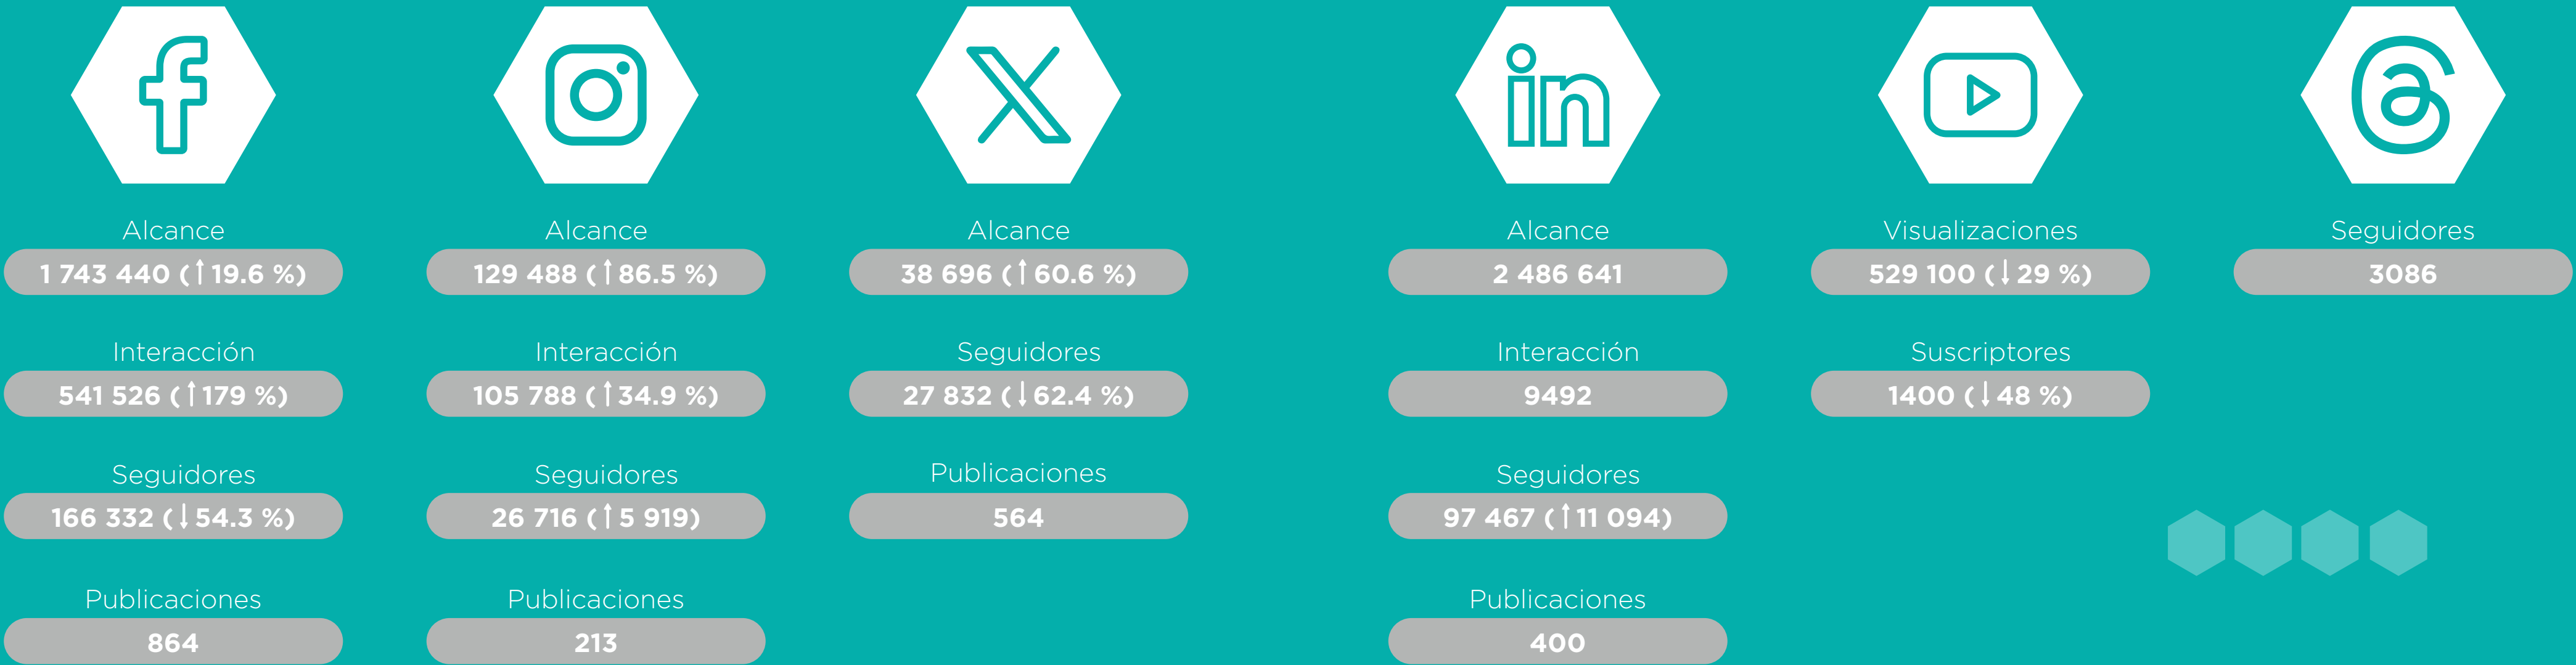 Alcance
1 743 440 (↑ 19.6 %)
Interacción
541 526 (↑ 179 %)
Seguidores
166 332 (↓ 54.3 %)
Publicaciones
864
Alcance
129 488 (↑ 86.5 %)
Interacción
105 788 (↑ 34.9 %)
Seguidores
26 716 (↑ 5 919)
Publicaciones
213
Alcance
38 696 (↑ 60.6 %)
Seguidores
27 832 (↓ 62.4 %)
Publicaciones
564
in
Alcance
2 486 641
Interacción
9492
Seguidores
97 467 (↑ 11 094)
Publicaciones
400
Visualizaciones
529 100 (↓ 29 %)
Suscriptores
1400 (↓ 48 %)
Seguidores
3086